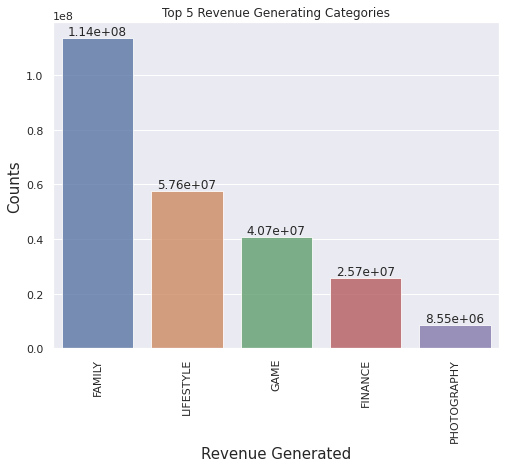 Top 5 Revenue Generating Categories
1e8
1.14e+08
1.0
0.8
5.76e+07
0.6
4.07e+07
0.4
2.57e+07
0.2
8.55e+06
0.0
Counts
FAMILY
LIFESTYLE
GAME
FINANCE
PHOTOGRAPHY
Revenue Generated